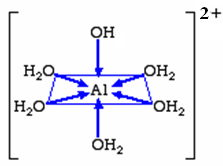 2+
OH
H₂O OH₂
Al
H₂O OH₂
OH₂